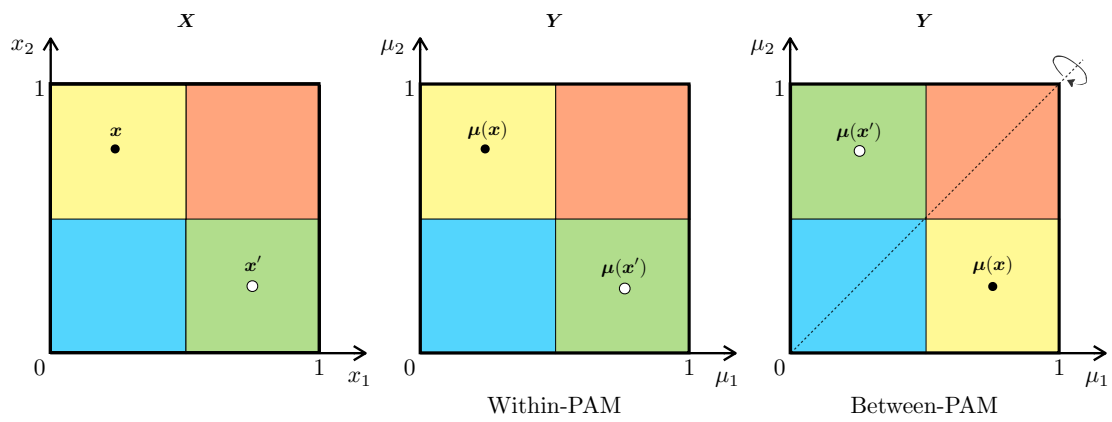 X
x₂
1
x
x′
0
1
x₁
Y
μ₂
1
μ(x)
μ(x′)
0
1
μ₁
Within-PAM
Y
μ₂
1
μ(x′)
μ(x)
0
1
μ₁
Between-PAM